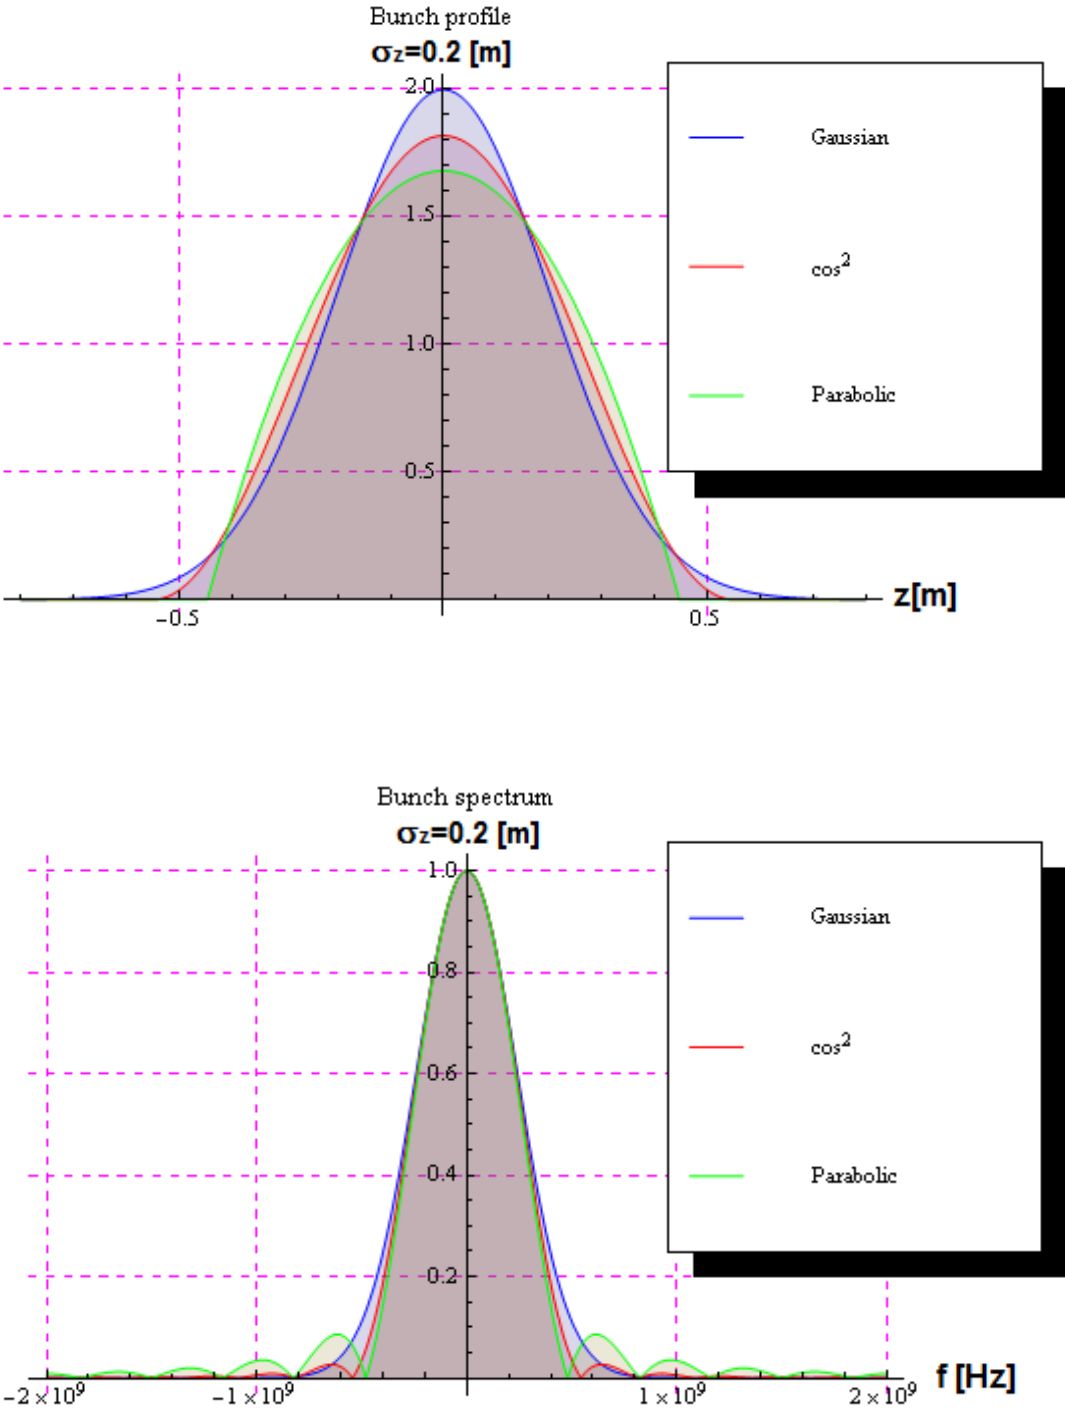 Bunch profile
σz=0.2 [m]
2.0
1.5
1.0
0.5
−0.5
0.5
z[m]
Gaussian
cos²
Parabolic
Bunch spectrum
σz=0.2 [m]
1.0
0.8
0.6
0.4
0.2
−2×10⁹
−1×10⁹
1×10⁹
2×10⁹
f [Hz]
Gaussian
cos²
Parabolic